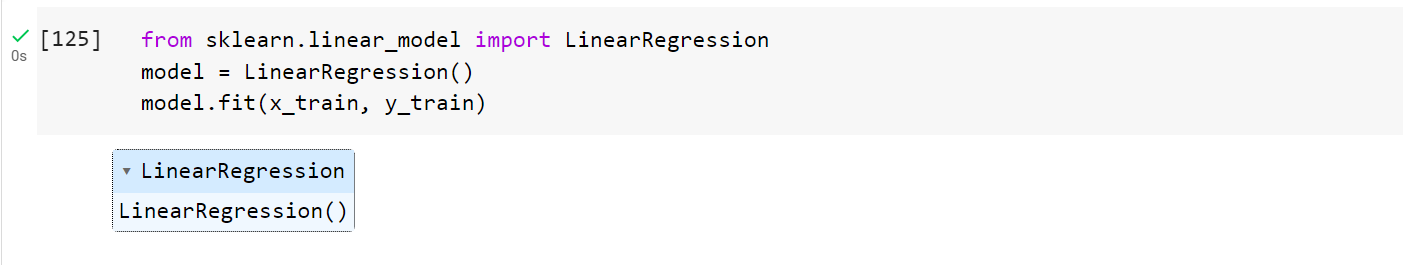 [125] from sklearn.linear_model import LinearRegression
0s
model = LinearRegression()
model.fit(x_train, y_train)
LinearRegression
LinearRegression()